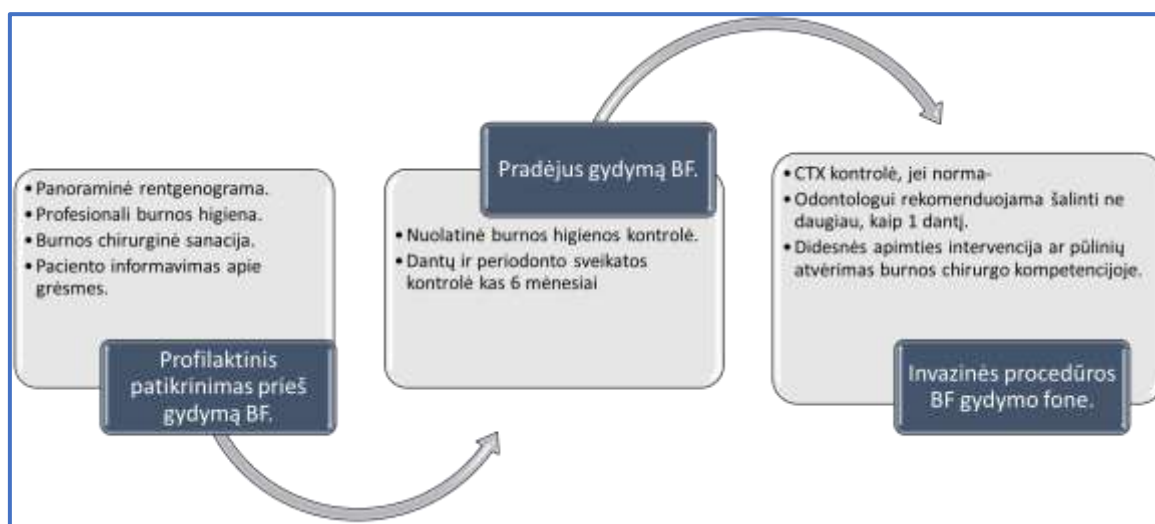 • Panoraminė rentgenograma.
• Profesionali burnos higiena.
• Burnos chirurginė sanacija.
• Paciento informavimas apie
grėsmes.
Profilaktinis
patikrinimas prieš
gydymą BF.
Pradėjus gydymą BF.
• Nuolatinė burnos higienos kontrolė.
• Dantų ir periodonto sveikatos
kontrolė kas 6 mėnesiai
• CTX kontrolė, jei norma-
• Odontologui rekomenduojama šalinti ne
daugiau, kaip 1 dantį.
• Didesnės apimties intervencija ar pūlinių
atvėrimas burnos chirurgo kompetencijoje.
Invazinės procedūros
BF gydymo fone.